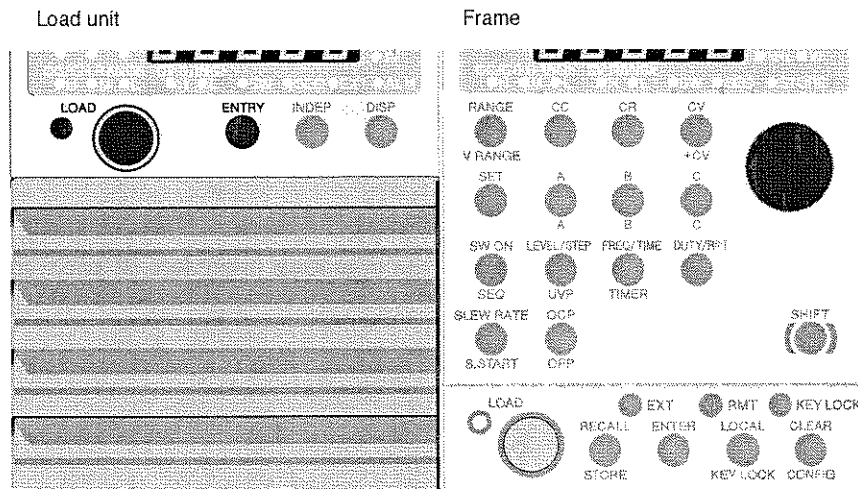 Load unit
LOAD ENTRY INDEP DISP
Frame
RANGE CC CR CV
V RANGE +CV
SET A B C
A B C
SW ON LEVEL/STEP FREQ/TIME DUTY/RPT
SEQ UVP TIMER
SLEW RATE OCP SHIFT
S.START OPP
LOAD EXT RMT KEY LOCK
RECALL ENTER LOCAL CLEAR
STORE KEY LOCK CONFIG